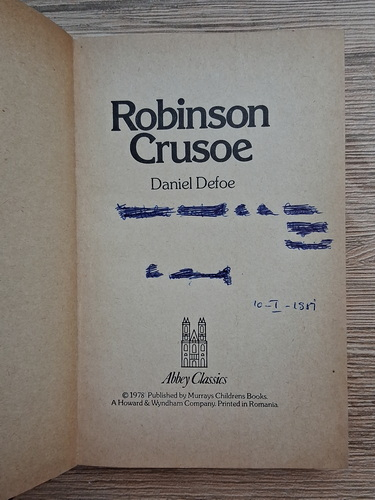 Robinson
Crusoe
Daniel Defoe
Abbey Classics
© 1978 Published by Murrays Childrens Books.
A Howard & Wyndham Company. Printed in Romania.